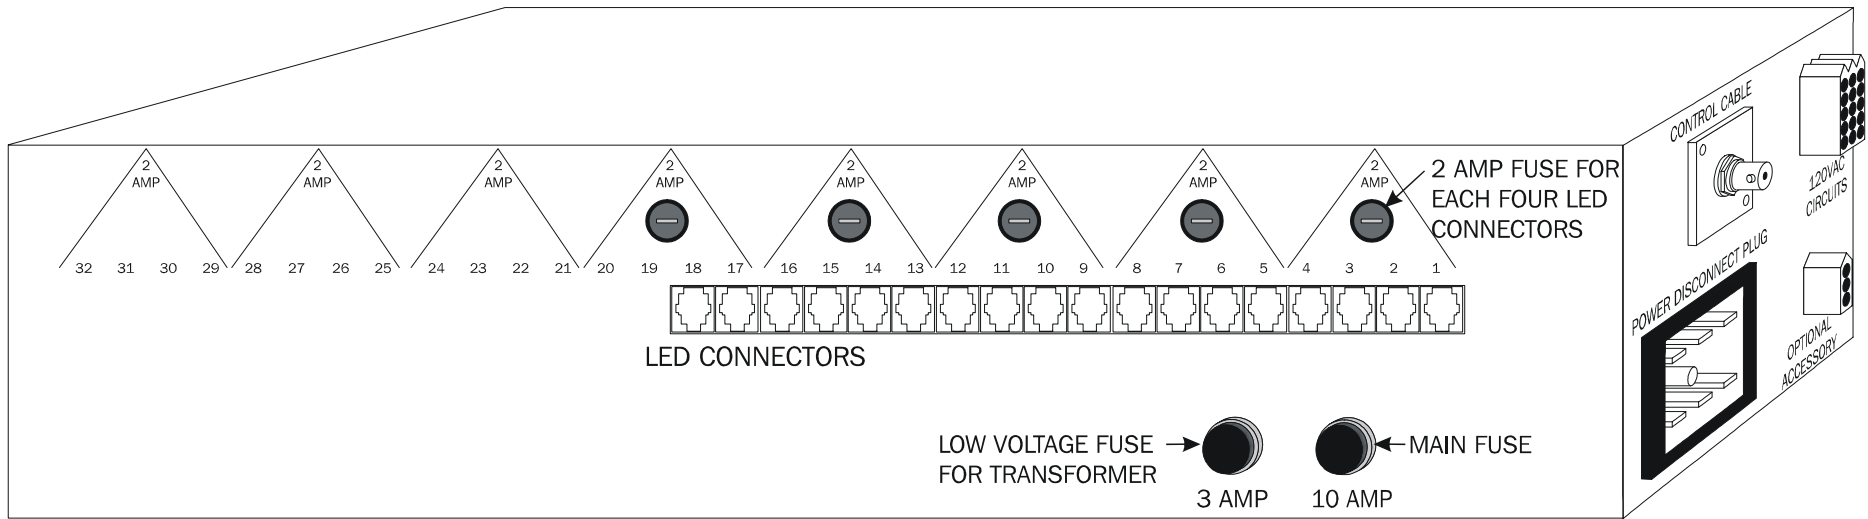 2 2 2 2 2 2 2 2
AMP AMP AMP AMP AMP AMP AMP AMP
2 AMP FUSE FOR
EACH FOUR LED
CONNECTORS
32 31 30 29 28 27 26 25 24 23 22 21 20 19 18 17 16 15 14 13 12 11 10 9 8 7 6 5 4 3 2 1
LED CONNECTORS
LOW VOLTAGE FUSE
FOR TRANSFORMER
MAIN FUSE
3 AMP
10 AMP
CONTROL CABLE
120VAC
CIRCUITS
POWER DISCONNECT PLUG
OPTIONAL
ACCESSORY